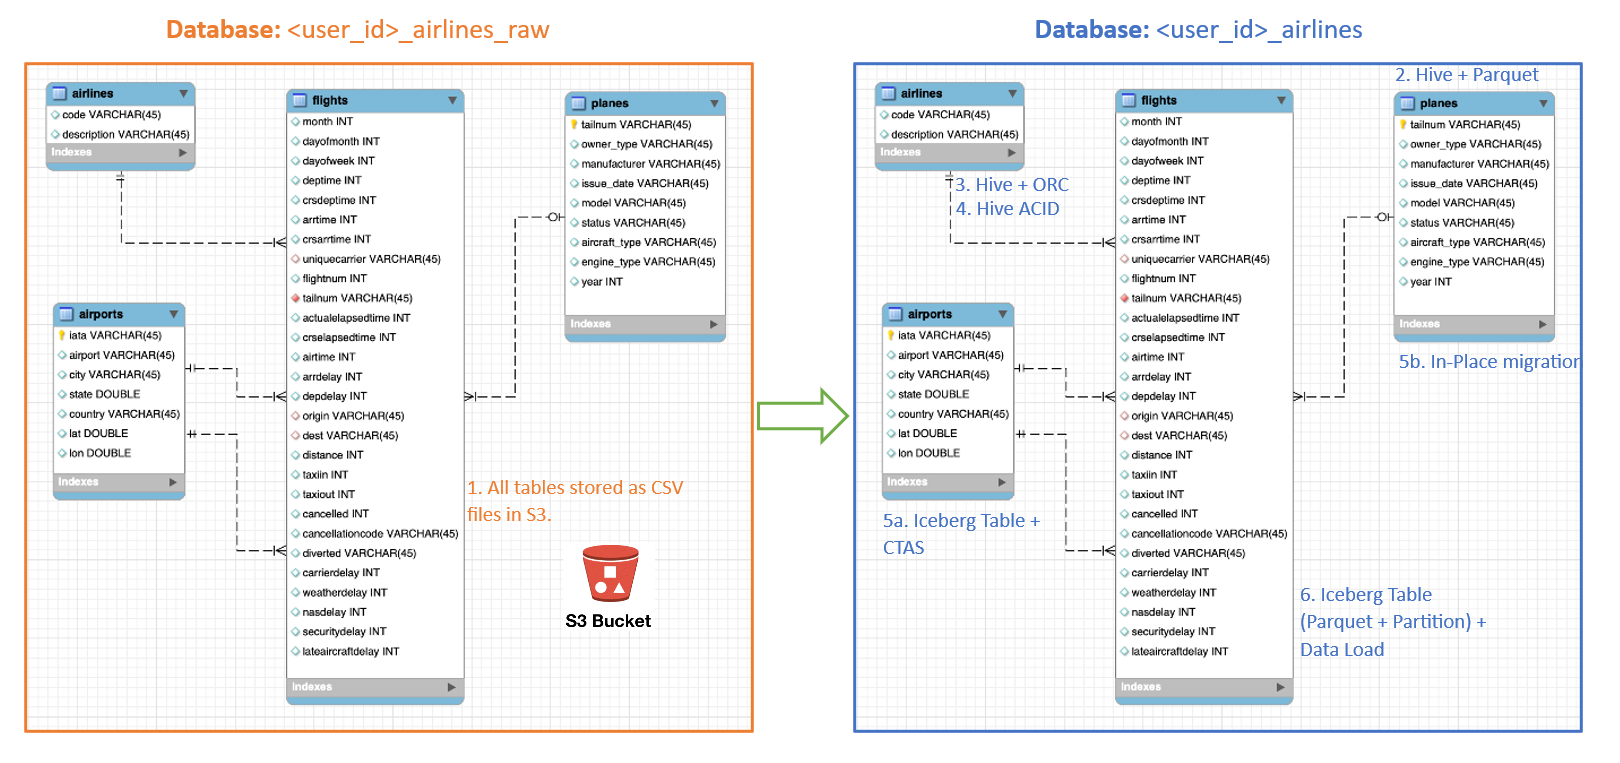 Database: <user_id>_airlines_raw
airlines
code VARCHAR(45)
description VARCHAR(45)
Indexes
airports
iata VARCHAR(45)
airport VARCHAR(45)
city VARCHAR(45)
state DOUBLE
country VARCHAR(45)
lat DOUBLE
lon DOUBLE
Indexes
flights
month INT
dayofmonth INT
dayofweek INT
deptime INT
crsdeptime INT
arrtime INT
crsarrtime INT
uniquecarrier VARCHAR(45)
flightnum INT
tailnum VARCHAR(45)
actualelapsedtime INT
crselapsedtime INT
airtime INT
arrdelay INT
depdelay INT
origin VARCHAR(45)
dest VARCHAR(45)
distance INT
taxiin INT
taxiout INT
cancelled INT
cancellationcode VARCHAR(45)
diverted VARCHAR(45)
carrierdelay INT
weatherdelay INT
nasdelay INT
securitydelay INT
lateaircraftdelay INT
Indexes
planes
tailnum VARCHAR(45)
owner_type VARCHAR(45)
manufacturer VARCHAR(45)
issue_date VARCHAR(45)
model VARCHAR(45)
status VARCHAR(45)
aircraft_type VARCHAR(45)
engine_type VARCHAR(45)
year INT
Indexes
1. All tables stored as CSV
files in S3.
S3 Bucket
Database: <user_id>_airlines
airlines
code VARCHAR(45)
description VARCHAR(45)
Indexes
3. Hive + ORC
4. Hive ACID
airports
iata VARCHAR(45)
airport VARCHAR(45)
city VARCHAR(45)
state DOUBLE
country VARCHAR(45)
lat DOUBLE
lon DOUBLE
Indexes
5a. Iceberg Table +
CTAS
flights
month INT
dayofmonth INT
dayofweek INT
deptime INT
crsdeptime INT
arrtime INT
crsarrtime INT
uniquecarrier VARCHAR(45)
flightnum INT
tailnum VARCHAR(45)
actualelapsedtime INT
crselapsedtime INT
airtime INT
arrdelay INT
depdelay INT
origin VARCHAR(45)
dest VARCHAR(45)
distance INT
taxiin INT
taxiout INT
cancelled INT
cancellationcode VARCHAR(45)
diverted VARCHAR(45)
carrierdelay INT
weatherdelay INT
nasdelay INT
securitydelay INT
lateaircraftdelay INT
Indexes
2. Hive + Parquet
planes
tailnum VARCHAR(45)
owner_type VARCHAR(45)
manufacturer VARCHAR(45)
issue_date VARCHAR(45)
model VARCHAR(45)
status VARCHAR(45)
aircraft_type VARCHAR(45)
engine_type VARCHAR(45)
year INT
Indexes
5b. In-Place migration
6. Iceberg Table
(Parquet + Partition) +
Data Load